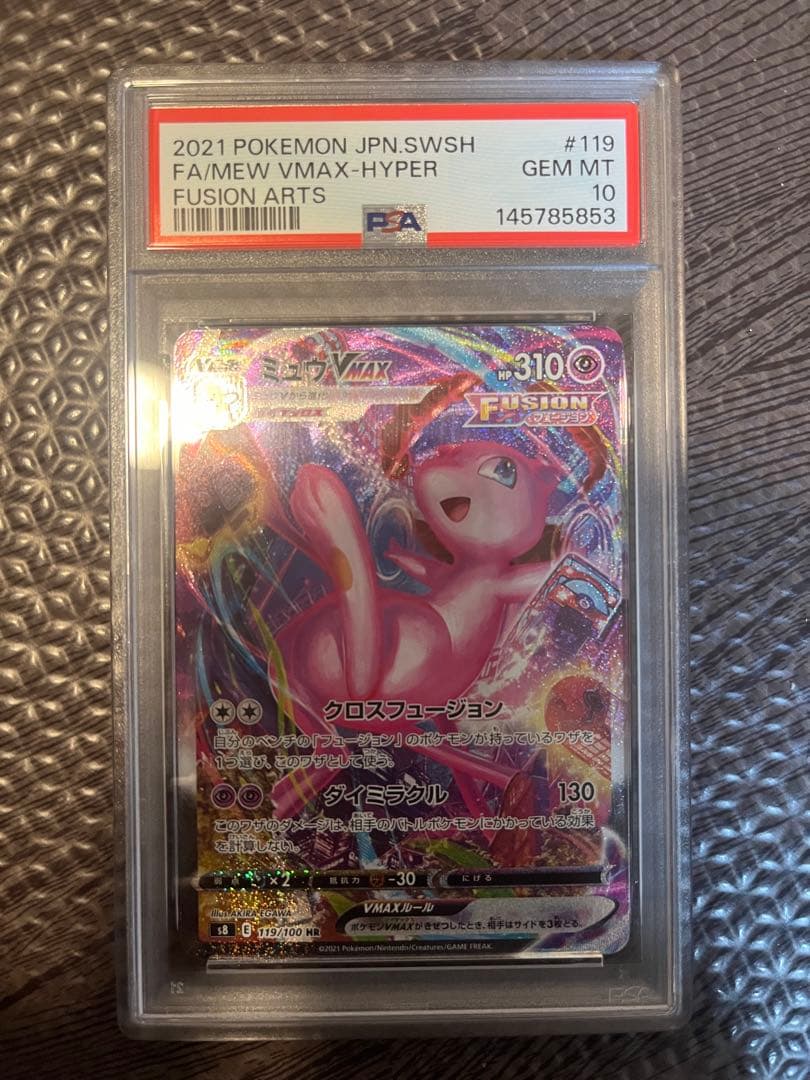 2021 POKEMON JPN.SWSH #119
FA/MEW VMAX-HYPER GEM MT
FUSION ARTS 10
PSA 145785853
ミュウVMAX HP310
FUSION
フュージョン
クロスフュージョン
自分のベンチの「フュージョン」のポケモンが持っているワザを
1つ選び、このワザとして使う。
ダイミラクル 130
このワザのダメージは、相手のバトルポケモンにかかっている効果
を計算しない。
弱点 ×2 抵抗力 -30 にげる
VMAXルール
ポケモンVMAXがきぜつしたとき、相手はサイドを3枚とる。
Illus. AKIRA EGAWA
s8 E 119/100 HR
©2021 Pokémon/Nintendo/Creatures/GAME FREAK.